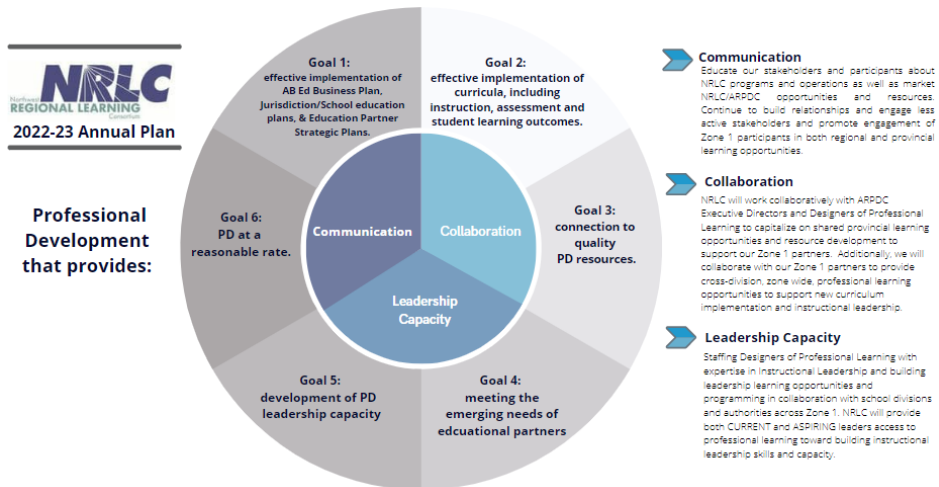 Northwest
NRLC
REGIONAL LEARNING
Consortium
2022-23 Annual Plan
Professional
Development
that provides:
Goal 1:
effective implementation of
AB Ed Business Plan,
Jurisdiction/School education
plans, & Education Partner
Strategic Plans.
Goal 2:
effective implementation of
curricula, including
instruction, assessment and
student learning outcomes.
Goal 3:
connection to
quality
PD resources.
Goal 4:
meeting the
emerging needs of
edcuational partners
Goal 5:
development of PD
leadership capacity
Goal 6:
PD at a
reasonable rate.
Communication
Collaboration
Leadership
Capacity
Communication
Educate our stakeholders and participants about
NRLC programs and operations as well as market
NRLC/ARPDC opportunities and resources.
Continue to build relationships and engage less
active stakeholders and promote engagement of
Zone 1 participants in both regional and provincial
learning opportunities.
Collaboration
NRLC will work collaboratively with ARPDC
Executive Directors and Designers of Professional
Learning to capitalize on shared provincial learning
opportunities and resource development to
support our Zone 1 partners. Additionally, we will
collaborate with our Zone 1 partners to provide
cross-division, zone wide, professional learning
opportunities to support new curriculum
implementation and instructional leadership.
Leadership Capacity
Staffing Designers of Professional Learning with
expertise in Instructional Leadership and building
leadership learning opportunities and
programming in collaboration with school divisions
and authorities across Zone 1. NRLC will provide
both CURRENT and ASPIRING leaders access to
professional learning toward building instructional
leadership skills and capacity.